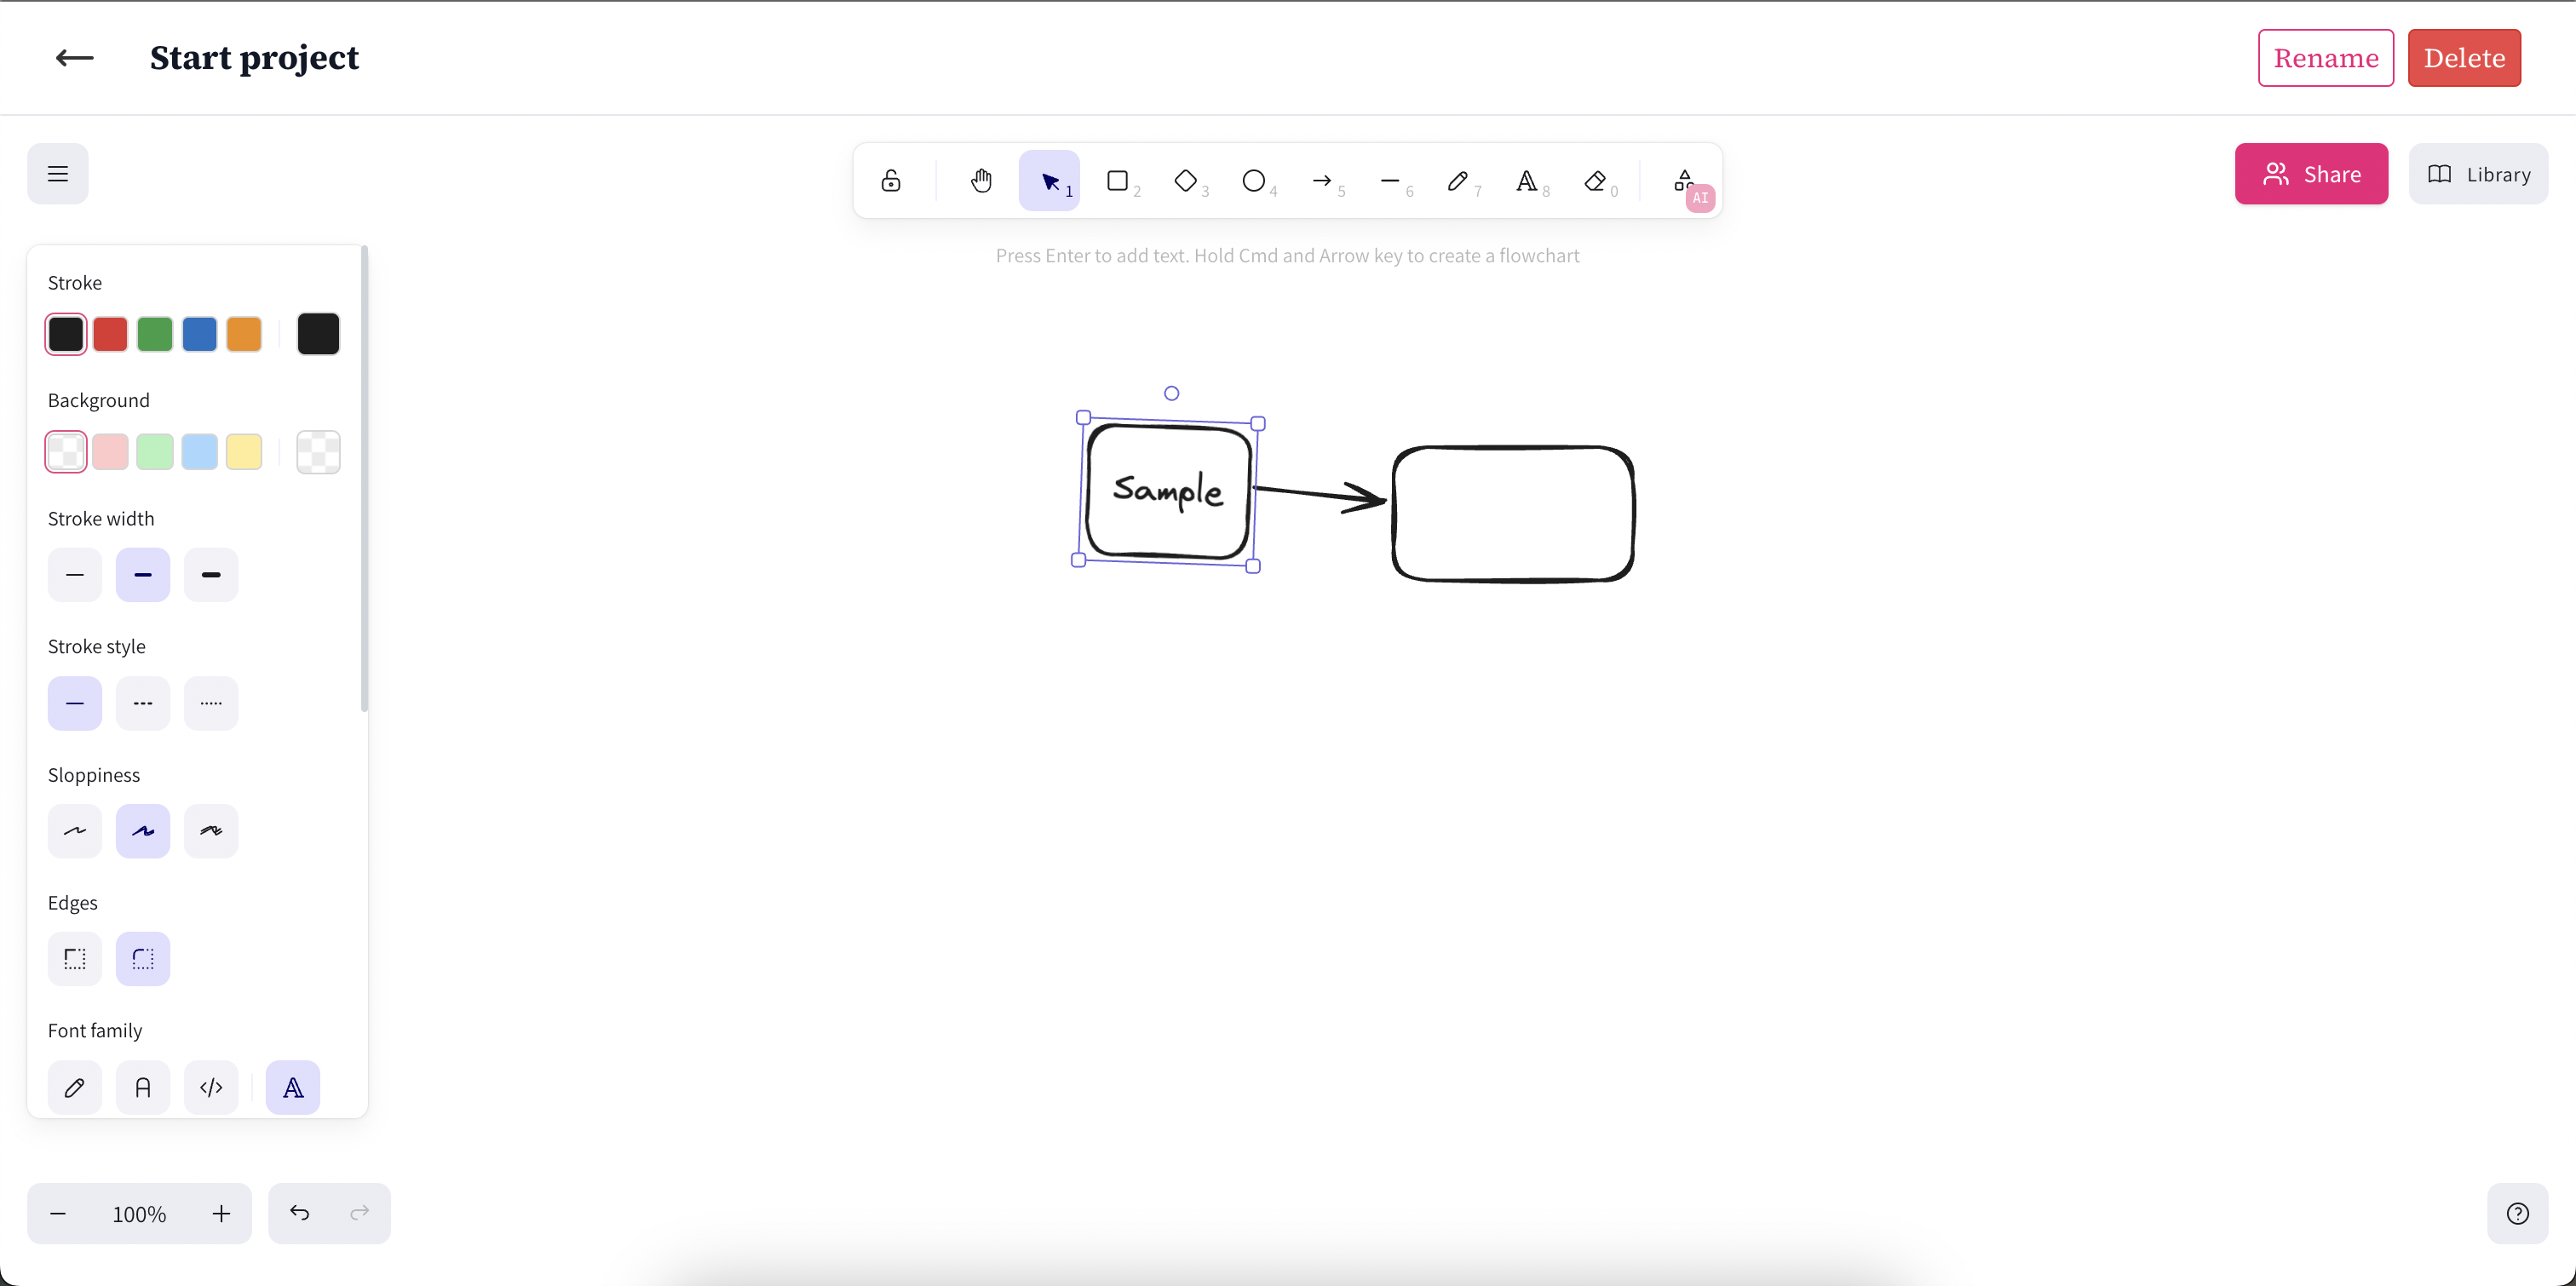 Start project
Rename
Delete
1
2
3
4
5
6
7
8
0
AI
Share
Library
Press Enter to add text. Hold Cmd and Arrow key to create a flowchart
Stroke
Background
Stroke width
Stroke style
Sloppiness
Edges
Font family
Sample
100%